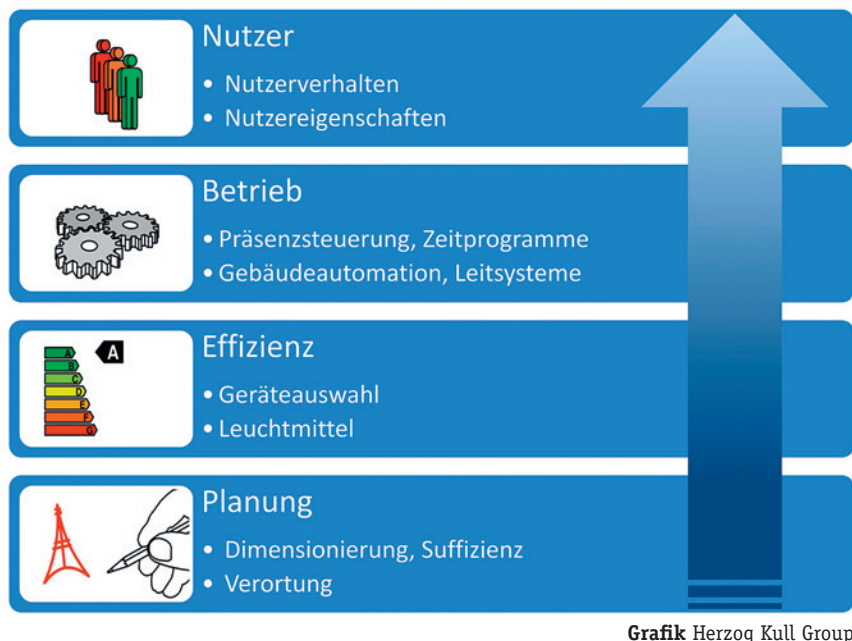 Nutzer
• Nutzerverhalten
• Nutzereigenschaften
Betrieb
• Präsenzsteuerung, Zeitprogramme
• Gebäudeautomation, Leitsysteme
A
A
B
C
D
E
F
G
Effizienz
• Geräteauswahl
• Leuchtmittel
Planung
• Dimensionierung, Suffizienz
• Verortung
Grafik Herzog Kull Group